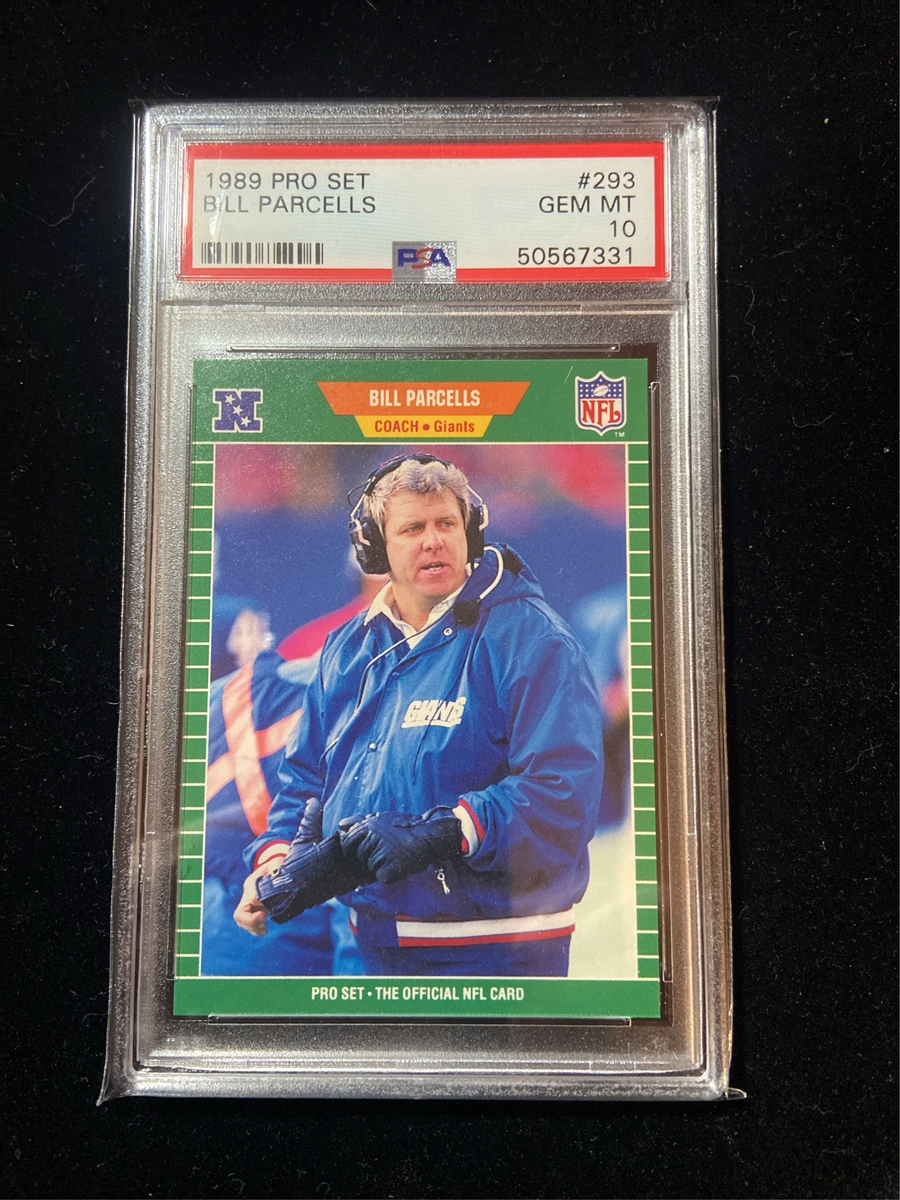 1989 PRO SET #293
BILL PARCELLS GEM MT
10
PSA 50567331
N
BILL PARCELLS
NFL
TM
COACH • Giants
GIANTS
PRO SET • THE OFFICIAL NFL CARD